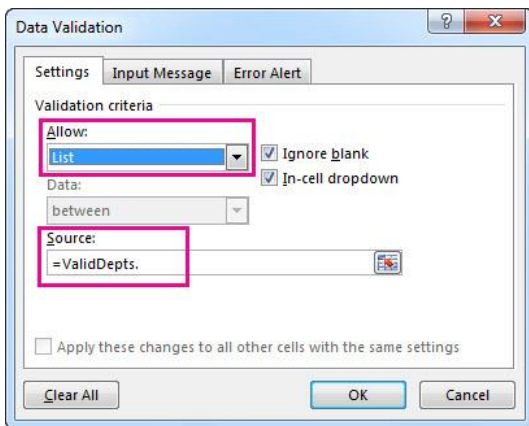 Data Validation
Settings Input Message Error Alert
Validation criteria
Allow:
List
Ignore blank
In-cell dropdown
Data:
between
Source:
=ValidDepts.
Apply these changes to all other cells with the same settings
Clear All OK Cancel